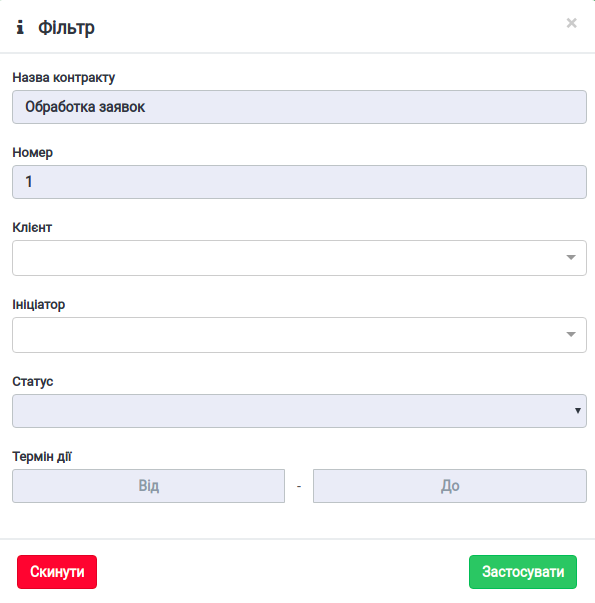 Фільтр
Назва контракту
Обработка заявок
Номер
1
Клієнт
Ініціатор
Статус
Термін дії
Від - До
Скинути Застосувати